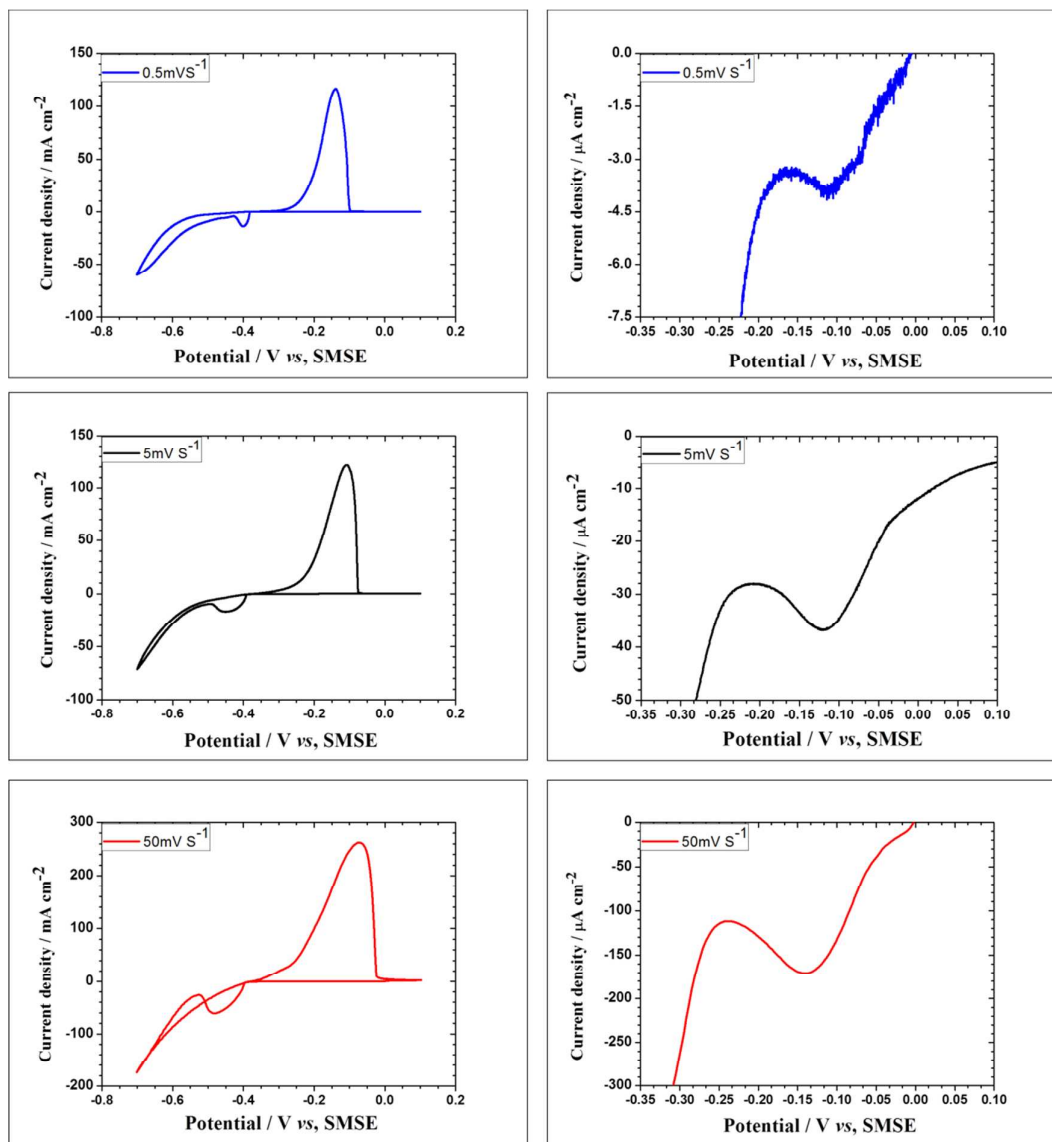 150
100
50
0
-50
-100
-0.8 -0.6 -0.4 -0.2 0.0 0.2
0.5mVS⁻¹
Current density / mA cm⁻²
Potential / V vs, SMSE
0.0
-1.5
-3.0
-4.5
-6.0
-7.5
-0.35 -0.30 -0.25 -0.20 -0.15 -0.10 -0.05 0.00 0.05 0.10
0.5mV S⁻¹
Current density / μA cm⁻²
Potential / V vs, SMSE
150
100
50
0
-50
-100
-0.8 -0.6 -0.4 -0.2 0.0 0.2
5mV S⁻¹
Current density / mA cm⁻²
Potential / V vs, SMSE
0
-10
-20
-30
-40
-50
-0.35 -0.30 -0.25 -0.20 -0.15 -0.10 -0.05 0.00 0.05 0.10
5mV S⁻¹
Current density / μA cm⁻²
Potential / V vs, SMSE
300
200
100
0
-100
-200
-0.8 -0.6 -0.4 -0.2 0.0 0.2
50mV S⁻¹
Current density / mA cm⁻²
Potential / V vs, SMSE
0
-50
-100
-150
-200
-250
-300
-0.35 -0.30 -0.25 -0.20 -0.15 -0.10 -0.05 0.00 0.05 0.10
50mV S⁻¹
Current density / μA cm⁻²
Potential / V vs, SMSE